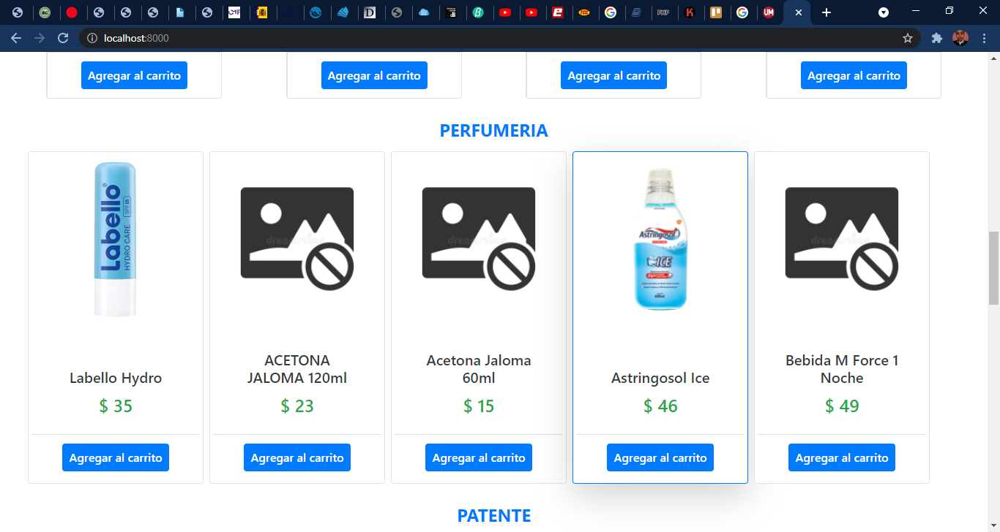 localhost:8000
Agregar al carrito Agregar al carrito Agregar al carrito Agregar al carrito
PERFUMERIA
Labello
HYDRO CARE
SPF 15
dreamstime
dreamstime
Astringosol
ICE
dreamstime
Labello Hydro
$ 35
Agregar al carrito
ACETONA
JALOMA 120ml
$ 23
Agregar al carrito
Acetona Jaloma
60ml
$ 15
Agregar al carrito
Astringosol Ice
$ 46
Agregar al carrito
Bebida M Force 1
Noche
$ 49
Agregar al carrito
PATENTE